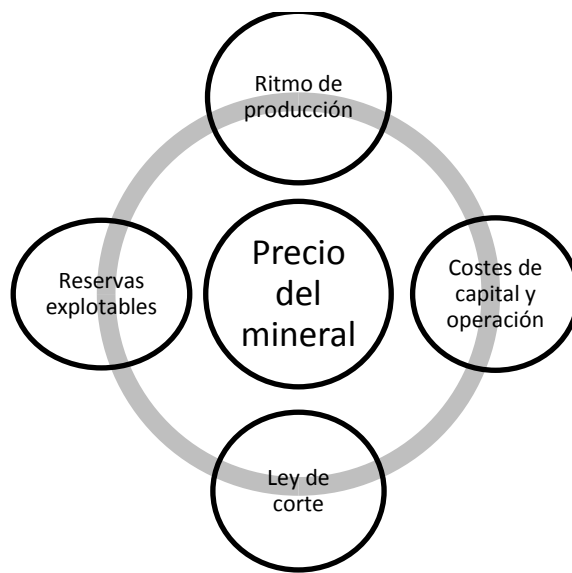 Ritmo de
producción
Reservas
explotables
Precio
del
mineral
Costes de
capital y
operación
Ley de
corte